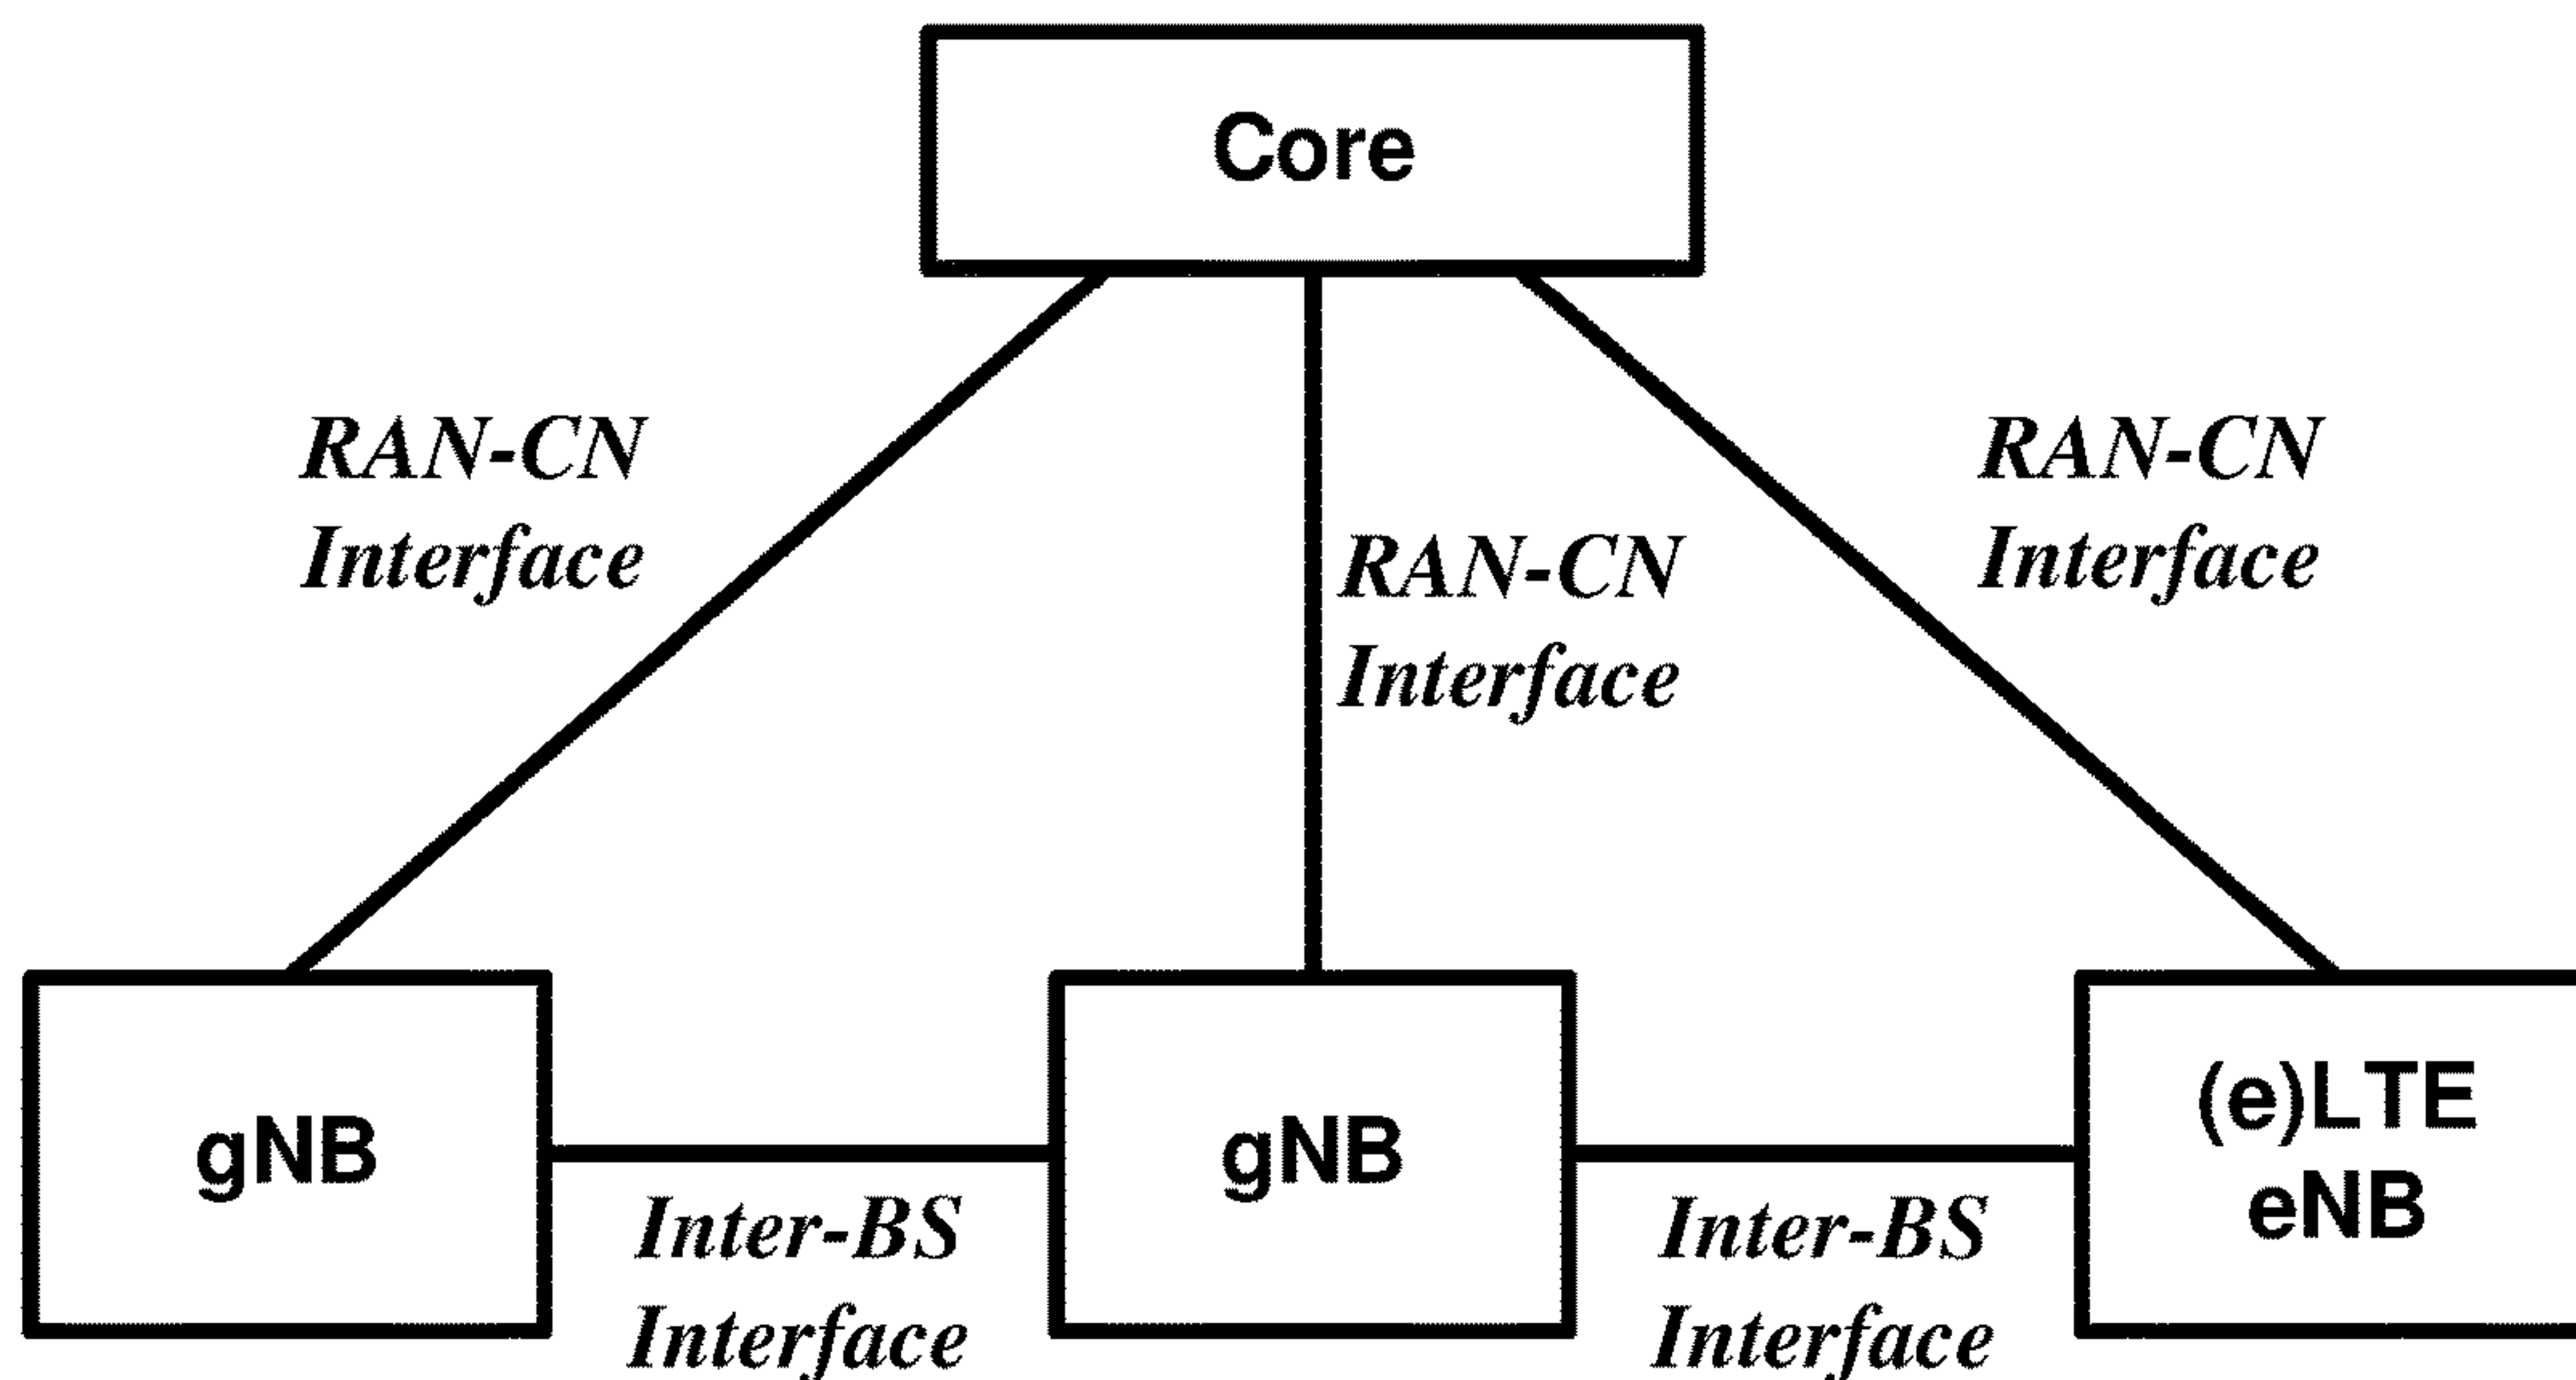 Core
RAN-CN
Interface
RAN-CN
Interface
RAN-CN
Interface
gNB
gNB
(e)LTE
eNB
Inter-BS
Interface
Inter-BS
Interface